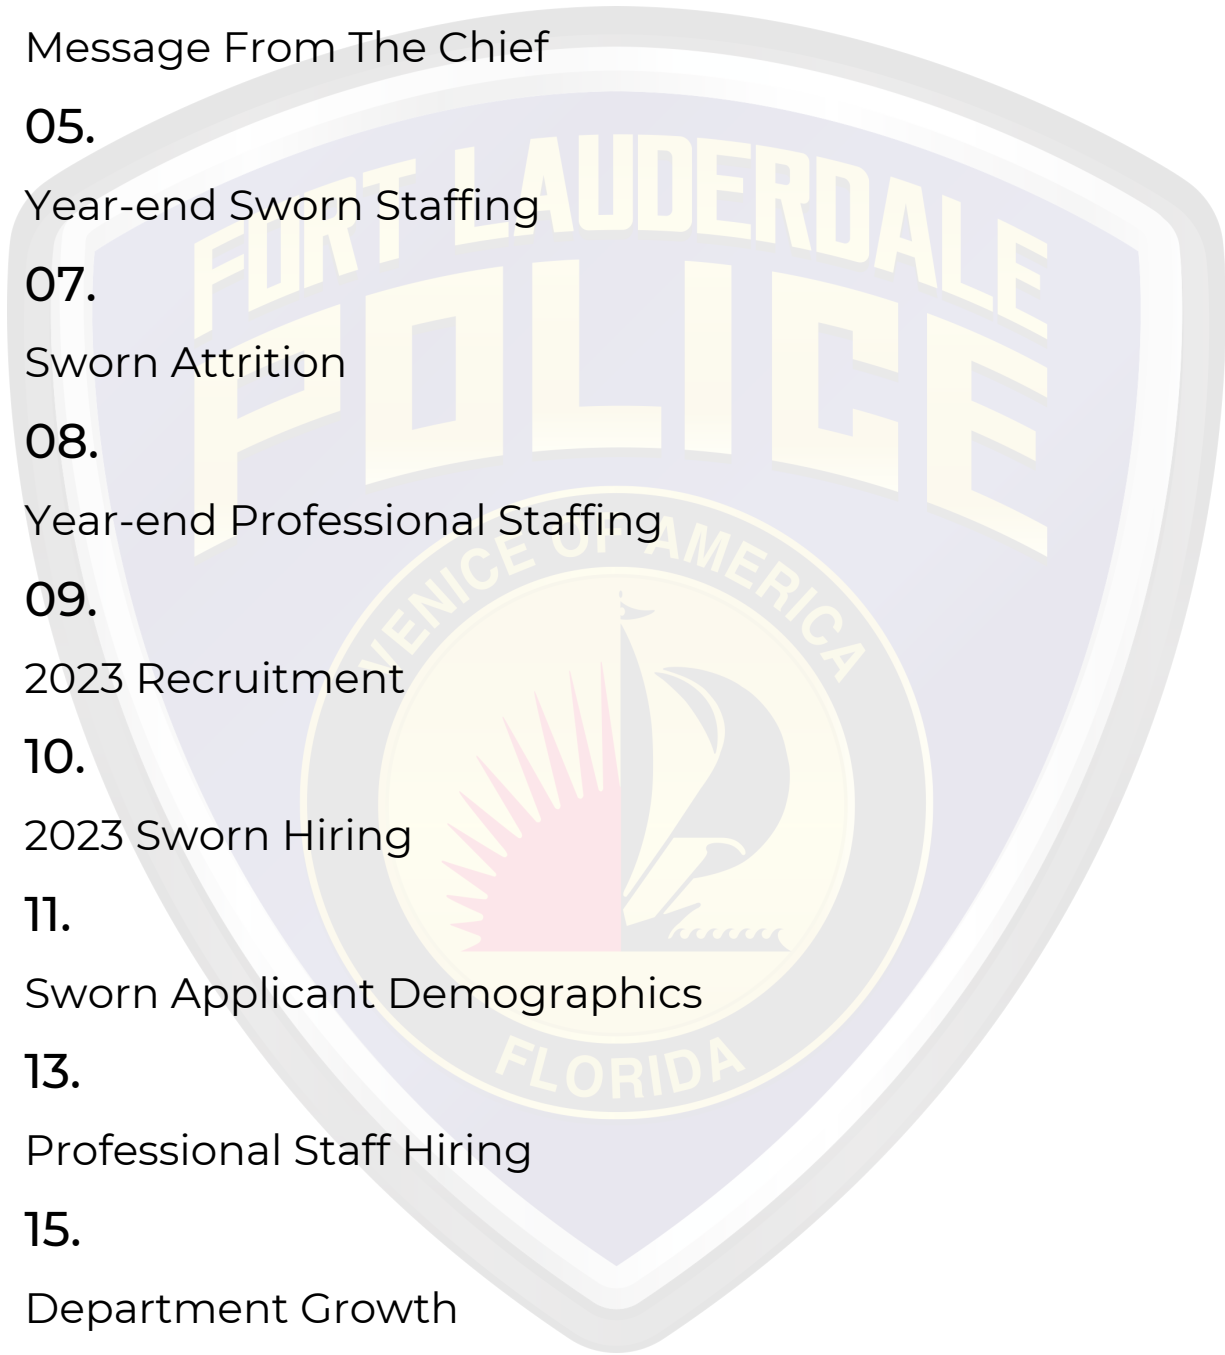 Message From The Chief
05.
Year-end Sworn Staffing
07.
Sworn Attrition
08.
Year-end Professional Staffing
09.
2023 Recruitment
10.
2023 Sworn Hiring
11.
Sworn Applicant Demographics
13.
Professional Staff Hiring
15.
Department Growth
FORT LAUDERDALE
POLICE
VENICE OF AMERICA
FLORIDA